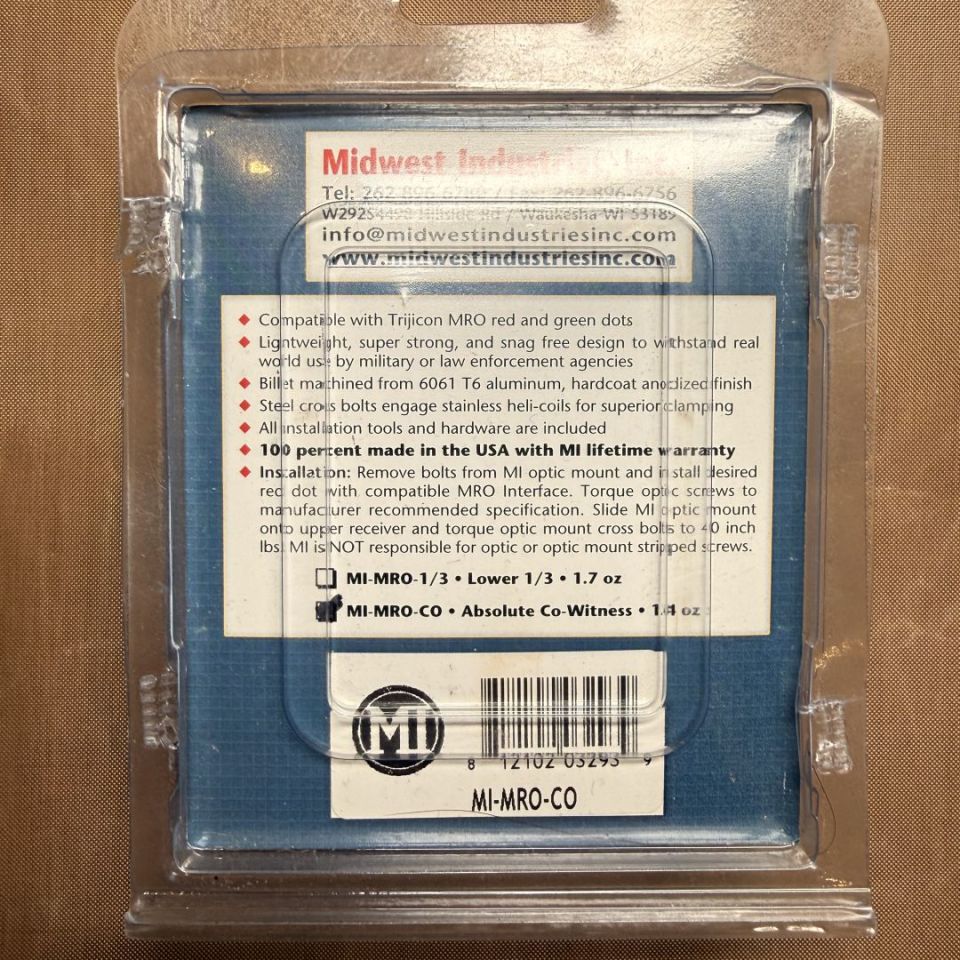 Midwest Industries, Inc.
Tel: 262-896-6780 / Fax: 262-896-6756
W292S4498 Hillside Rd / Waukesha WI 53189
info@midwestindustriesinc.com
www.midwestindustriesinc.com
Compatible with Trijicon MRO red and green dots
Lightweight, super strong, and snag free design to withstand real
world use by military or law enforcement agencies
Billet machined from 6061 T6 aluminum, hardcoat anodized finish
Steel cross bolts engage stainless heli-coils for superior clamping
All installation tools and hardware are included
100 percent made in the USA with MI lifetime warranty
Installation: Remove bolts from MI optic mount and install desired
red dot with compatible MRO Interface. Torque optic screws to
manufacturer recommended specification. Slide MI optic mount
onto upper receiver and torque optic mount cross bolts to 40 inch
lbs. MI is NOT responsible for optic or optic mount stripped screws.
MI-MRO-1/3 • Lower 1/3 • 1.7 oz
MI-MRO-CO • Absolute Co-Witness • 1.4 oz
MI
8 12102 03293 9
MI-MRO-CO